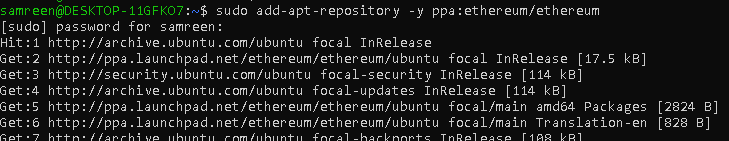 samreen@DESKTOP-11GFKO7:~$ sudo add-apt-repository -y ppa:ethereum/ethereum
[sudo] password for samreen:
Hit:1 http://archive.ubuntu.com/ubuntu focal InRelease
Get:2 http://ppa.launchpad.net/ethereum/ethereum/ubuntu focal InRelease [17.5 kB]
Get:3 http://security.ubuntu.com/ubuntu focal-security InRelease [114 kB]
Get:4 http://archive.ubuntu.com/ubuntu focal-updates InRelease [114 kB]
Get:5 http://ppa.launchpad.net/ethereum/ethereum/ubuntu focal/main amd64 Packages [2824 B]
Get:6 http://ppa.launchpad.net/ethereum/ethereum/ubuntu focal/main Translation-en [828 B]
Get:7 http://archive.ubuntu.com/ubuntu focal-backports InRelease [108 kB]